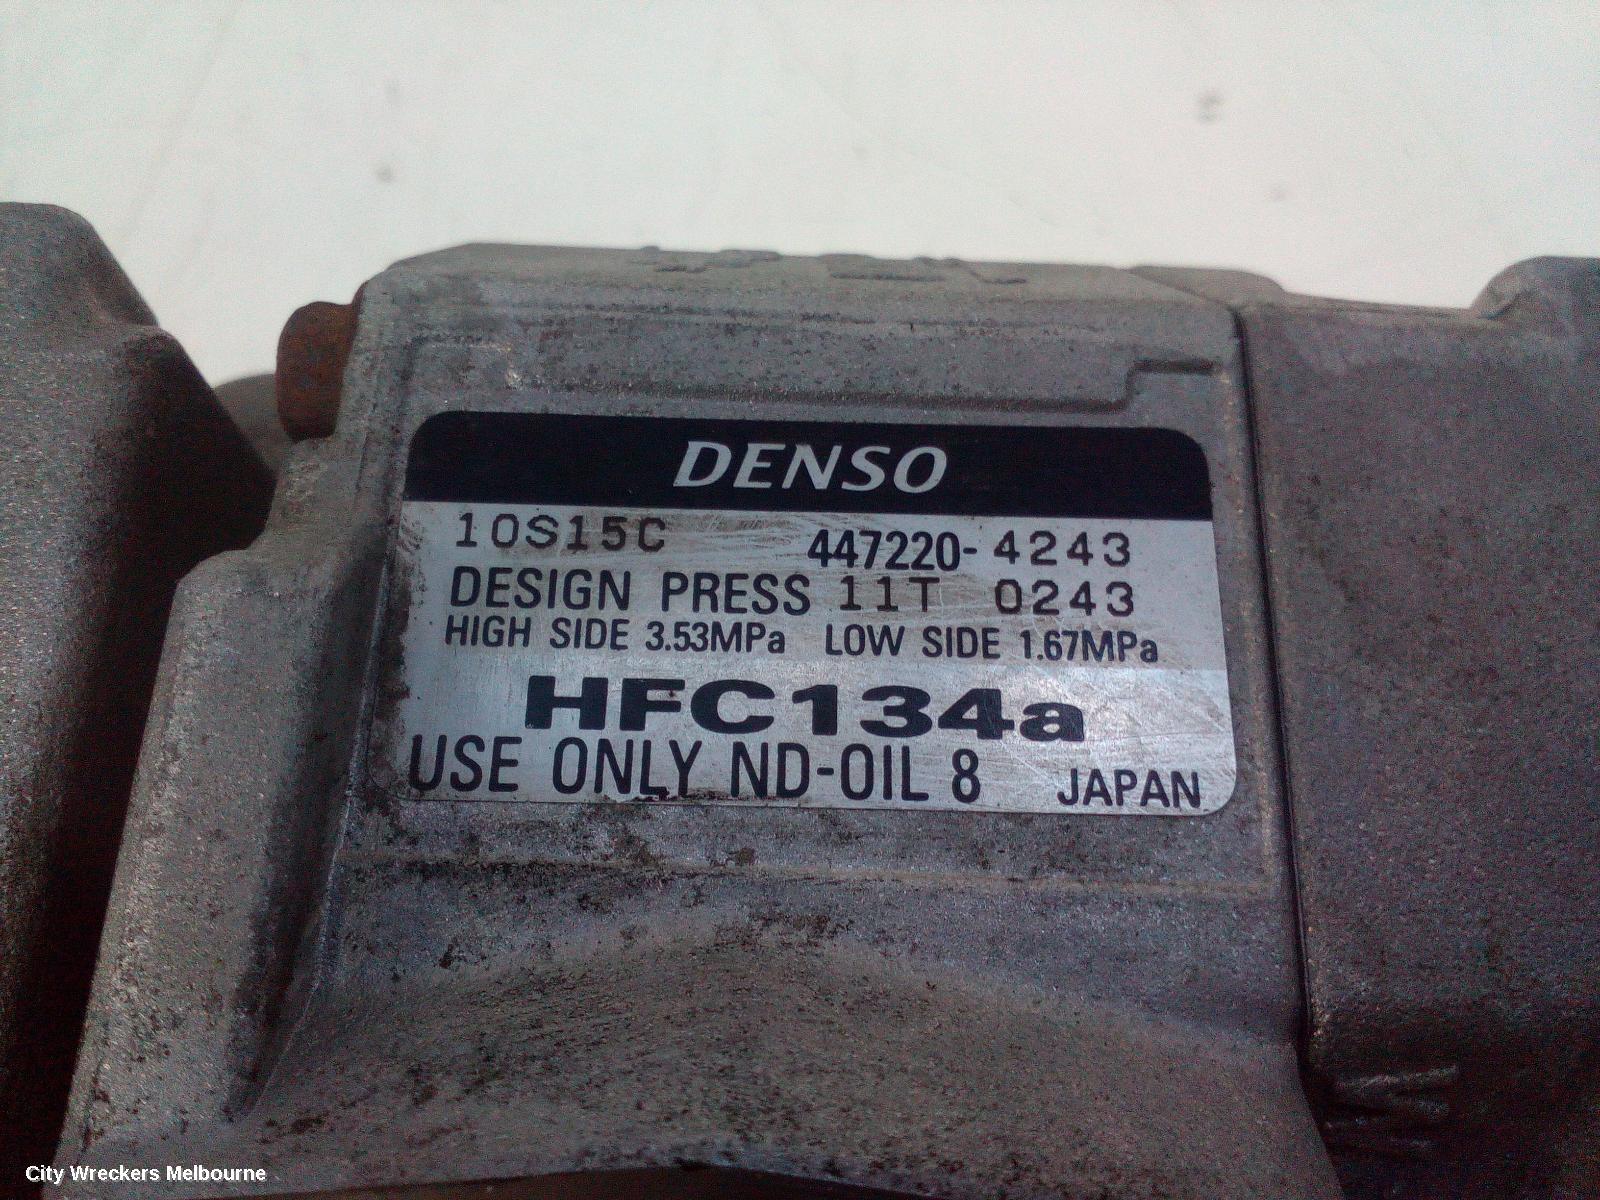 DENSO
10S15C 447220-4243
DESIGN PRESS 11T 0243
HIGH SIDE 3.53MPa LOW SIDE 1.67MPa
HFC134a
USE ONLY ND-OIL 8 JAPAN
City Wreckers Melbourne